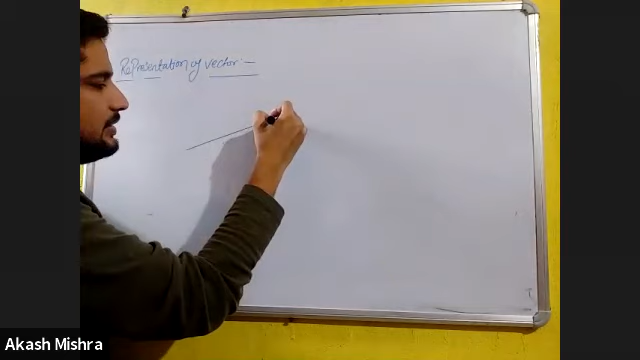 Representation of vector :-
Akash Mishra